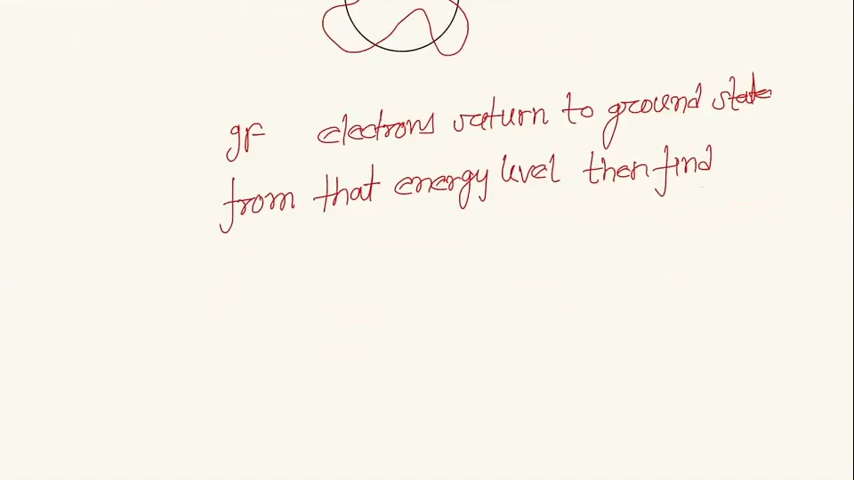 If electrons return to ground state
from that energy level then find